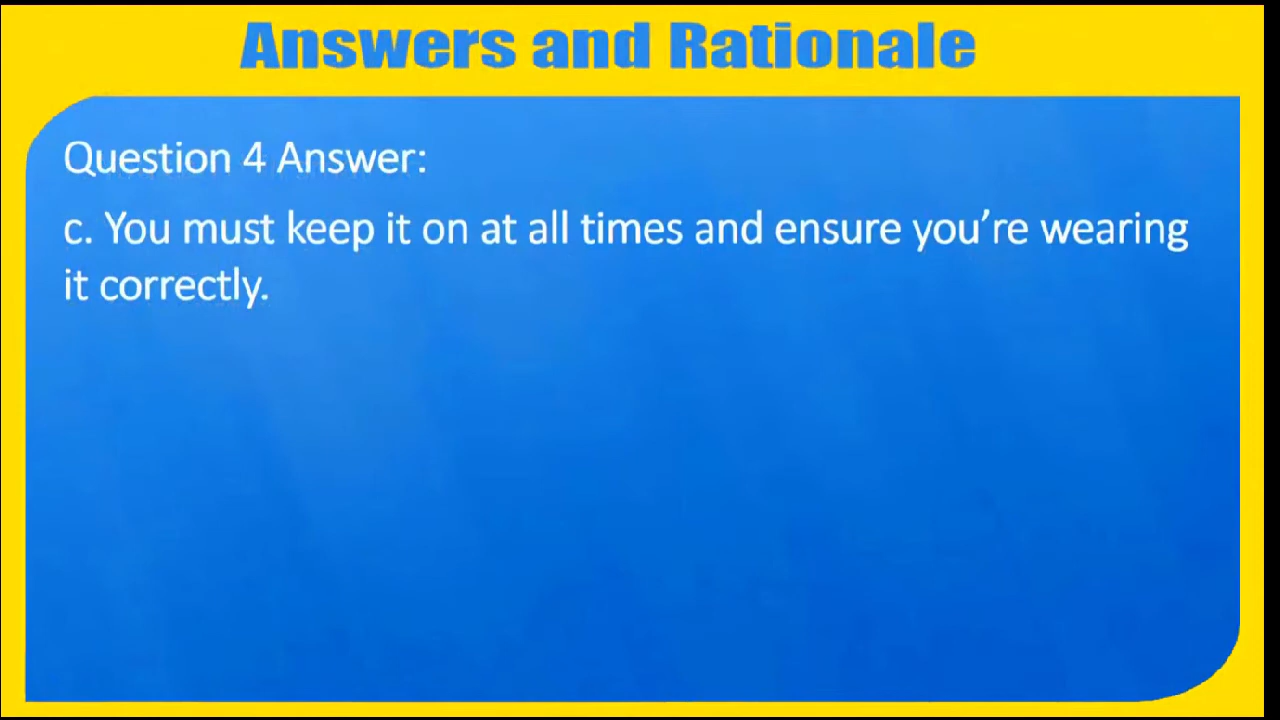 Answers and Rationale
Question 4 Answer:
c. You must keep it on at all times and ensure you’re wearing
it correctly.